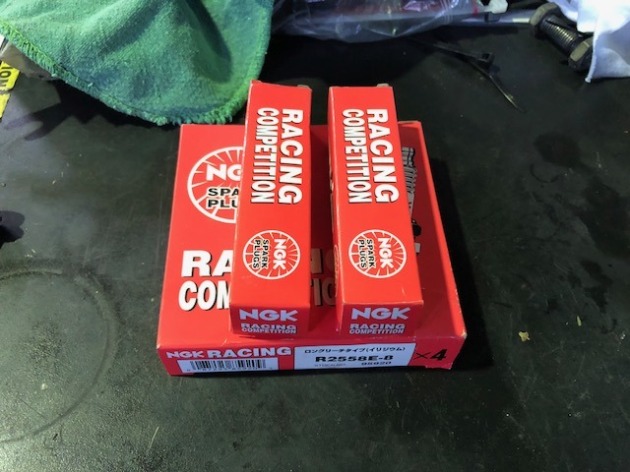 RACING
COMPETITION
NGK
SPARK
PLUGS
NGK
RACING
COMPETITION
RACING
COMPETITION
NGK
SPARK
PLUGS
NGK
RACING
COMPETITION
NGK
SPARK
PLUGS
NGK RACING
ロングリーチタイプ(イリジウム)
R2558E-8
×4